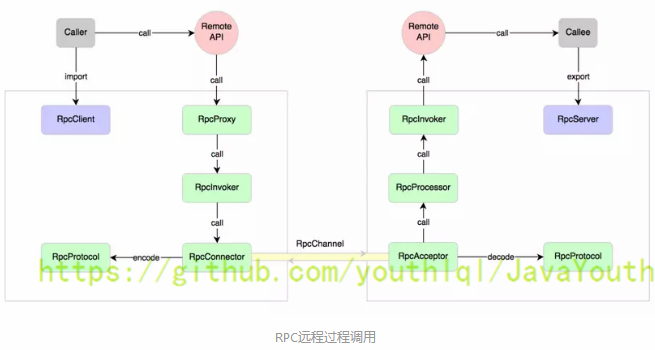 Caller
call
Remote
API
Remote
API
call
Callee
import
call
call
export
RpcClient
RpcProxy
RpcInvoker
RpcServer
call
call
RpcInvoker
RpcProcessor
call
call
RpcChannel
RpcProtocol
encode
RpcConnector
RpcAcceptor
decode
RpcProtocol
https://github.com/youthlql/JavaYouth
RPC远程过程调用